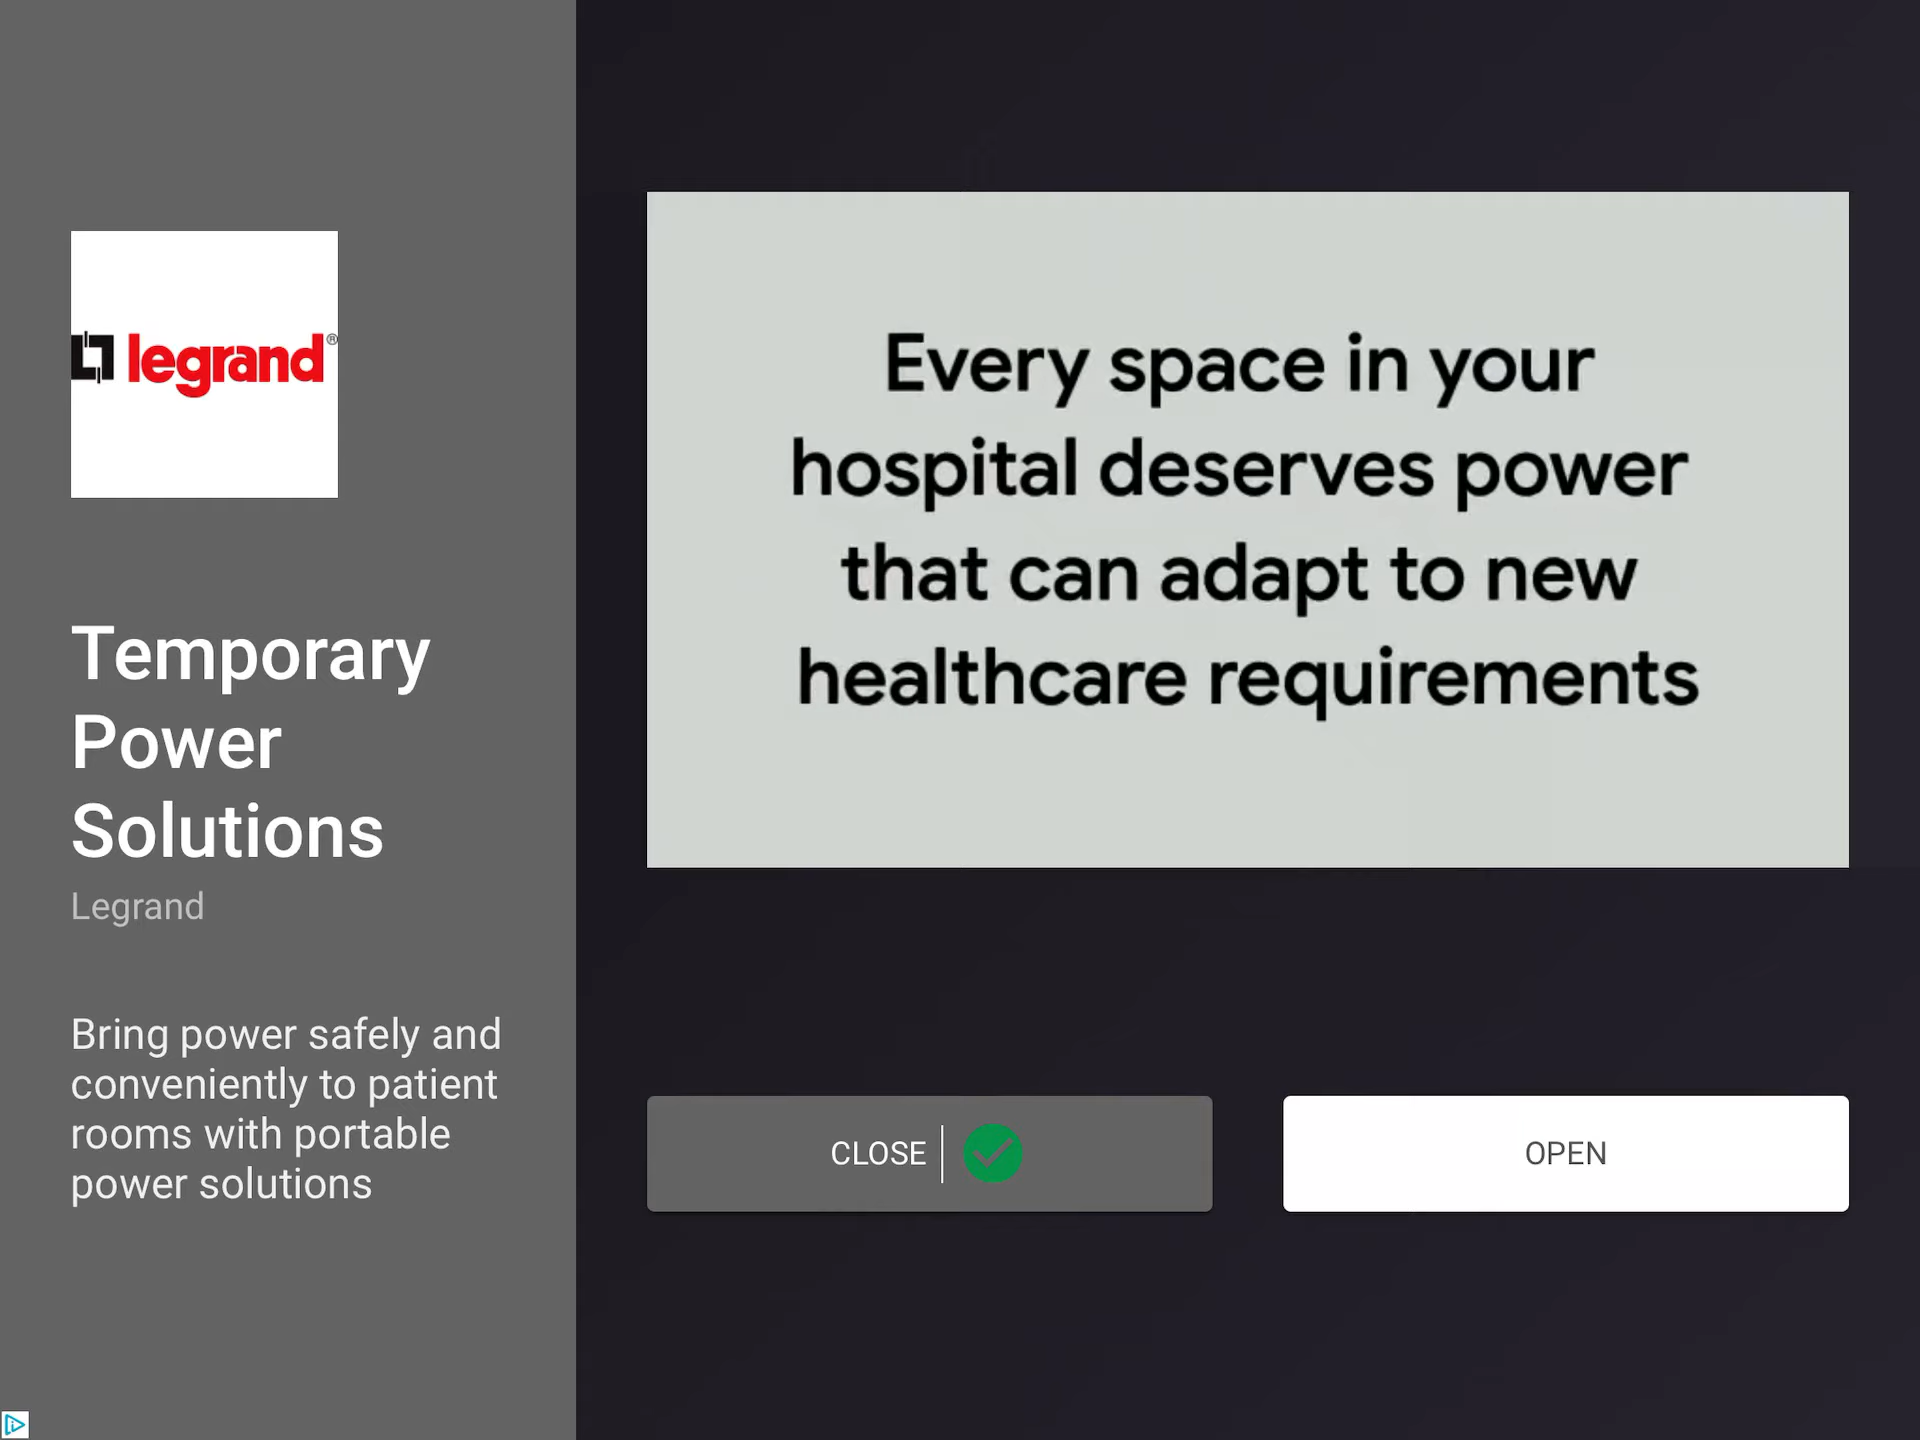 legrand®
Temporary
Power
Solutions
Legrand
Bring power safely and
conveniently to patient
rooms with portable
power solutions
Every space in your
hospital deserves power
that can adapt to new
healthcare requirements
CLOSE
OPEN